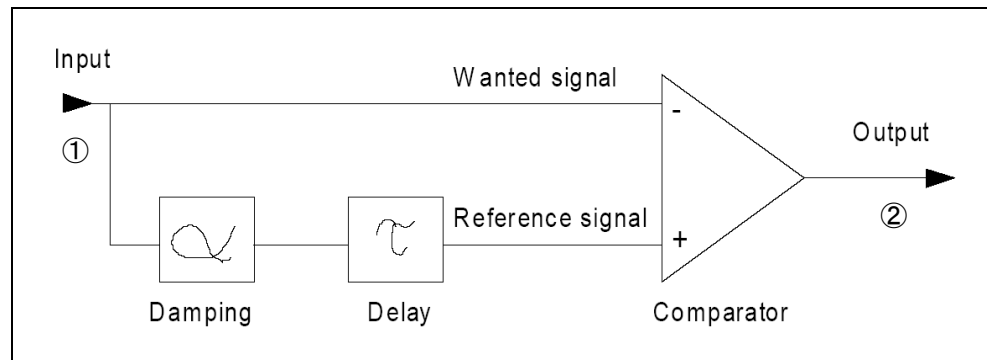 Input
Wanted signal
-
Output
①
②
α
τ
Reference signal
+
Damping
Delay
Comparator